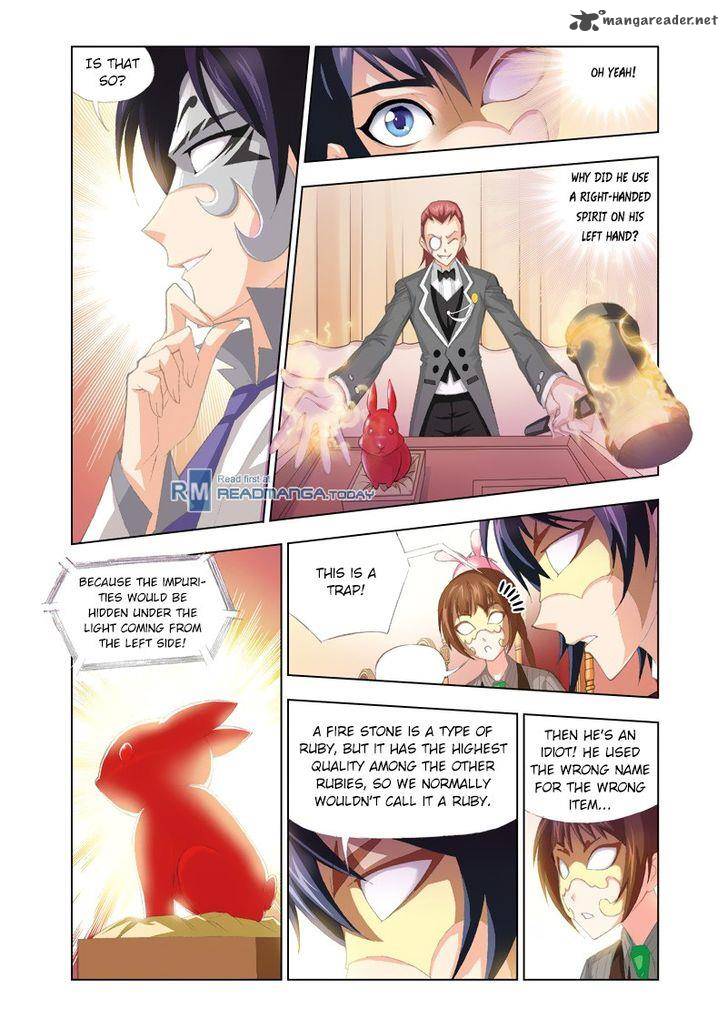 mangareader.net
IS THAT
SO?
OH YEAH!
WHY DID HE
USE A
RIGHT-HANDED
SPIRIT ON HIS
LEFT HAND?
RM
Read first at
READMANGA.TODAY
BECAUSE THE IMPURI-
TIES WOULD BE
HIDDEN UNDER THE
LIGHT COMING FROM
THE LEFT SIDE!
THIS IS A
TRAP!
A FIRE STONE IS A TYPE OF
RUBY, BUT IT HAS THE HIGHEST
QUALITY AMONG THE OTHER
RUBIES, SO WE NORMALLY
WOULDN'T CALL IT A RUBY.
THEN HE'S AN
IDIOT! HE USED
THE WRONG NAME
FOR THE WRONG
ITEM...